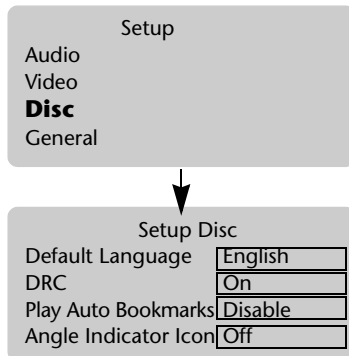 Setup
Audio
Video
Disc
General
Setup Disc
Default Language English
DRC On
Play Auto Bookmarks Disable
Angle Indicator Icon Off